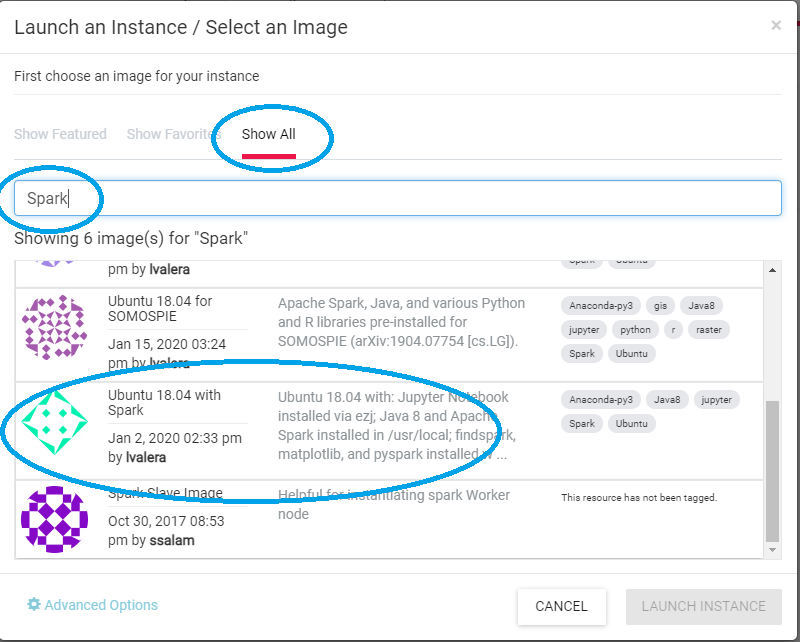 Launch an Instance / Select an Image
×
First choose an image for your instance
Show Featured Show Favorites Show All
Spark
Showing 6 image(s) for "Spark"
pm by lvalera
Spark Ubuntu
Ubuntu 18.04 for
SOMOSPIE
Jan 15, 2020 03:24
pm by lvalera
Apache Spark, Java, and various Python
and R libraries pre-installed for
SOMOSPIE (arXiv:1904.07754 [cs.LG]).
Anaconda-py3 gis Java8
jupyter python r raster
Spark Ubuntu
Ubuntu 18.04 with
Spark
Jan 2, 2020 02:33 pm
by lvalera
Ubuntu 18.04 with: Jupyter Notebook
installed via ezj; Java 8 and Apache
Spark installed in /usr/local; findspark,
matplotlib, and pyspark installed w ...
Anaconda-py3 Java8 jupyter
Spark Ubuntu
Spark Slave Image
Oct 30, 2017 08:53
pm by ssalam
Helpful for instantiating spark Worker
node
This resource has not been tagged.
Advanced Options
CANCEL
LAUNCH INSTANCE